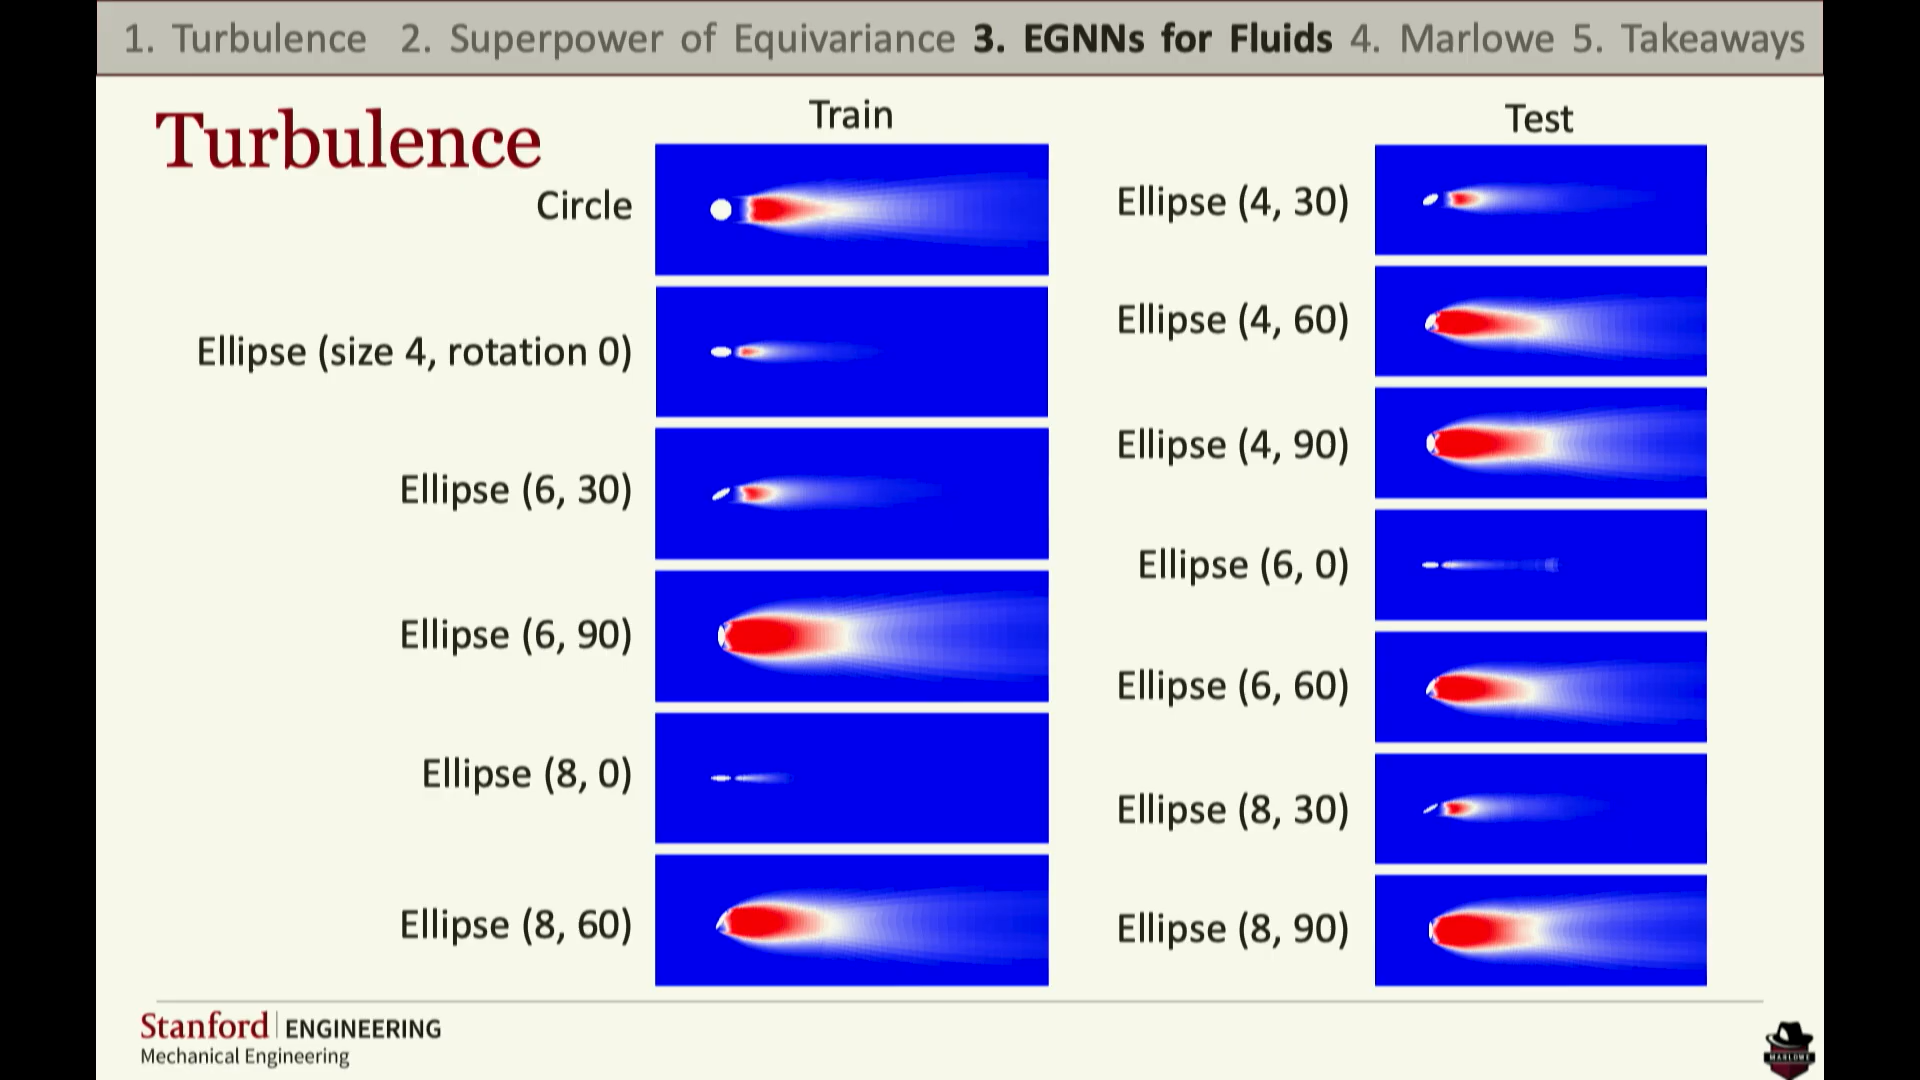 1. Turbulence 2. Superpower of Equivariance 3. EGNNs for Fluids 4. Marlowe 5. Takeaways
Turbulence
Train
Circle
Ellipse (size 4, rotation 0)
Ellipse (6, 30)
Ellipse (6, 90)
Ellipse (8, 0)
Ellipse (8, 60)
Test
Ellipse (4, 30)
Ellipse (4, 60)
Ellipse (4, 90)
Ellipse (6, 0)
Ellipse (6, 60)
Ellipse (8, 30)
Ellipse (8, 90)
Stanford ENGINEERING
Mechanical Engineering
MARLOWE